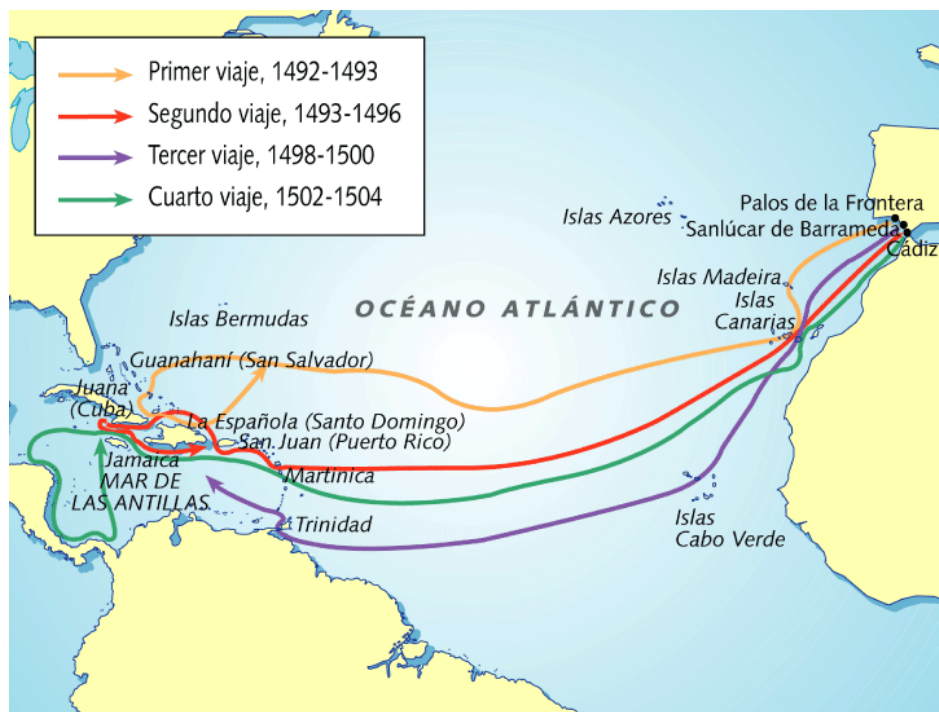 Primer viaje, 1492-1493
Segundo viaje, 1493-1496
Tercer viaje, 1498-1500
Cuarto viaje, 1502-1504
Palos de la Frontera
Islas Azores
Sanlúcar de Barrameda
Cádiz
Islas Madeira
Islas
Canarias
OCÉANO ATLÁNTICO
Islas Bermudas
Guanahaní (San Salvador)
Juana
(Cuba)
La Española (Santo Domingo)
San Juan (Puerto Rico)
Jamaica
Martinica
MAR DE
LAS ANTILLAS
Trinidad
Islas
Cabo Verde